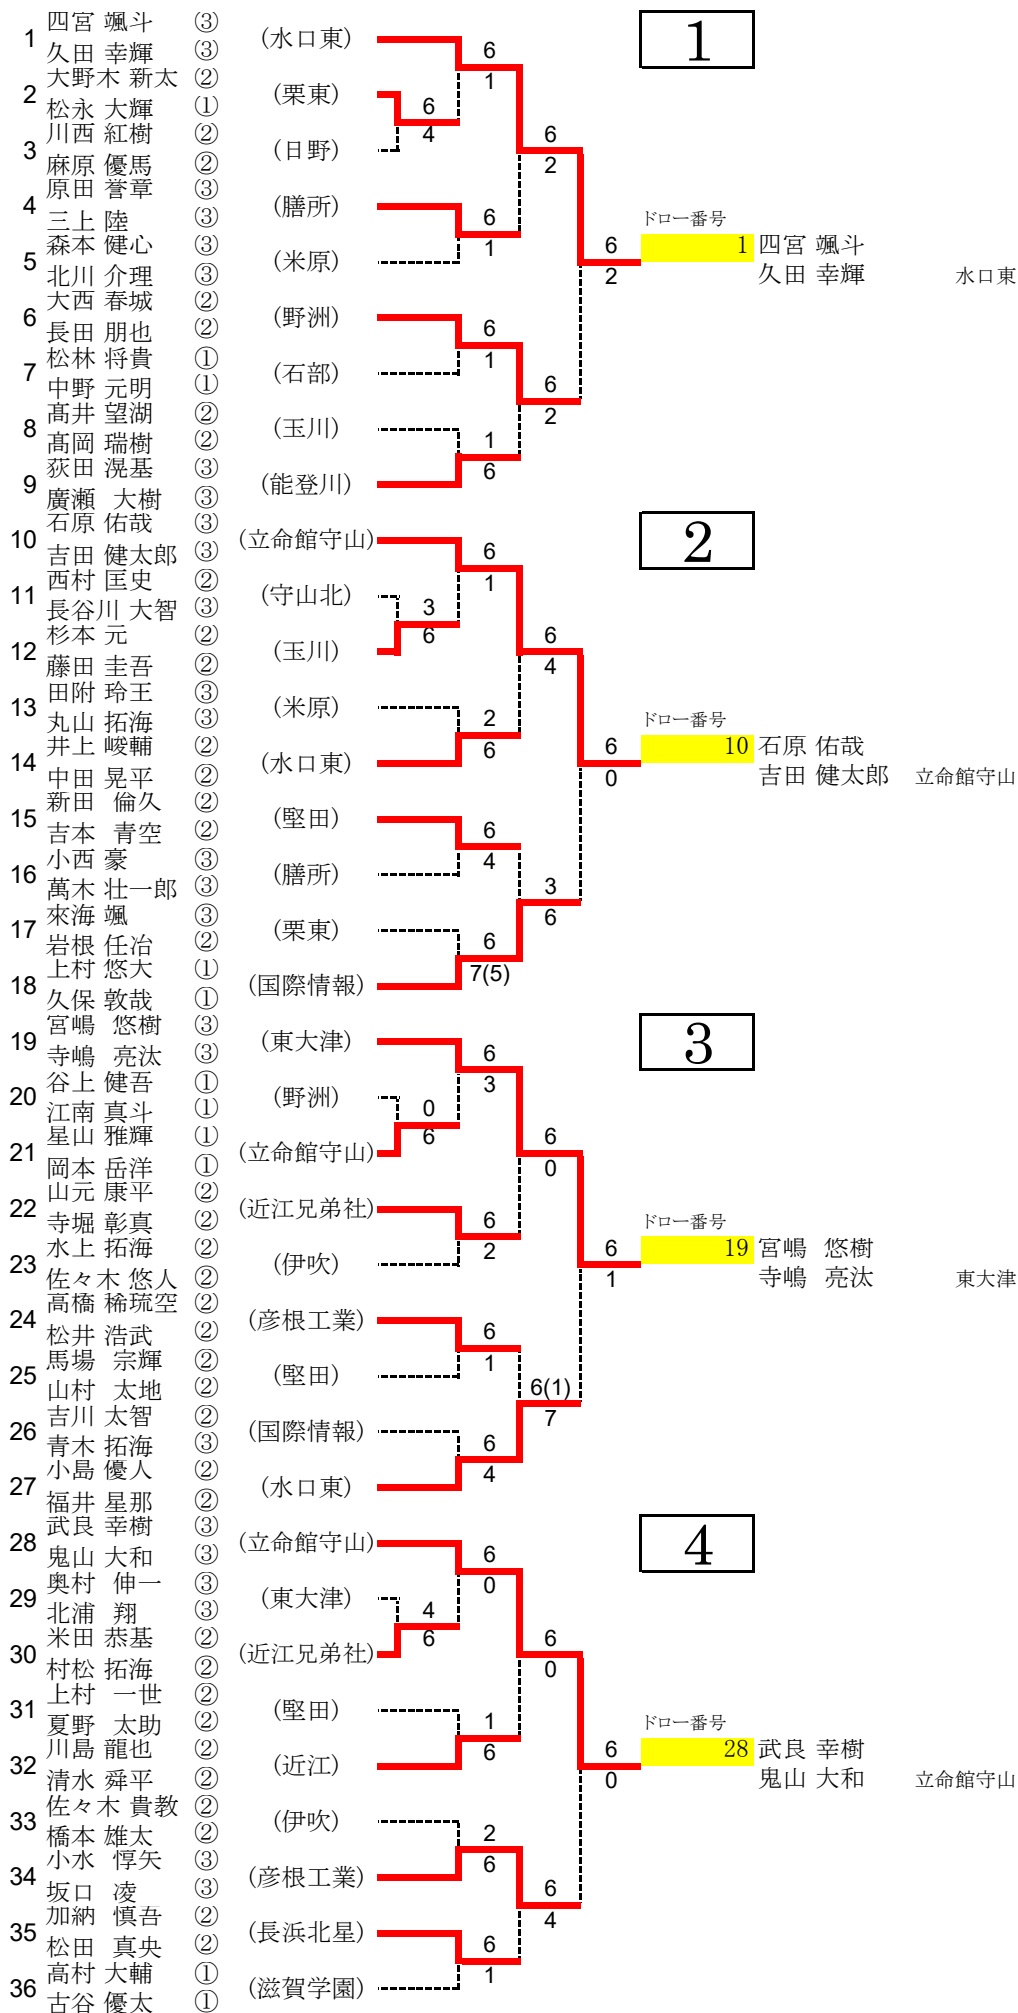 1
四宮 颯斗 ③
1 (水口東) 6
久田 幸輝 ③ 1
大野木 新太 ②
2 (栗東) 6
松永 大輝 ① 4
川西 紅樹 ② 6
3 (日野) 2
麻原 優馬 ②
原田 誉章 ③
4 (膳所) 6
三上 陸 ③ 1
ドロー番号
森本 健心 ③ 6 1 四宮 颯斗
5 (米原) 2
北川 介理 ③ 久田 幸輝 水口東
大西 春城 ②
6 (野洲) 6
長田 朋也 ② 1
松林 将貴 ①
7 (石部) 6
中野 元明 ① 2
髙井 望湖 ②
8 (玉川) 1
髙岡 瑞樹 ② 6
荻田 滉基 ③
9 (能登川)
廣瀬 大樹 ③
2
石原 佑哉 ③
10 (立命館守山) 6
吉田 健太郎 ③ 1
西村 匡史 ②
11 (守山北) 3
長谷川 大智 ③ 6
杉本 元 ② 6
12 (玉川) 4
藤田 圭吾 ②
田附 玲王 ③
13 (米原) 2
丸山 拓海 ③ 6
ドロー番号
井上 峻輔 ② 6 10 石原 佑哉
14 (水口東) 0
中田 晃平 ② 吉田 健太郎 立命館守山
新田 倫久 ②
15 (堅田) 6
吉本 青空 ② 4
小西 豪 ③
16 (膳所) 3
萬木 壮一郎 ③ 6
來海 颯 ③
17 (栗東) 6
岩根 任冶 ② 7(5)
上村 悠大 ①
18 (国際情報)
久保 敦哉 ①
3
宮嶋 悠樹 ③
19 (東大津) 6
寺嶋 亮汰 ③ 3
谷上 健吾 ①
20 (野洲) 0
江南 真斗 ① 6
星山 雅輝 ① 6
21 (立命館守山) 0
岡本 岳洋 ①
山元 康平 ②
22 (近江兄弟社) 6
寺堀 彰真 ② 2
ドロー番号
水上 拓海 ② 6 19 宮嶋 悠樹
23 (伊吹) 1
佐々木 悠人 ② 寺嶋 亮汰 東大津
高橋 稀琉空 ②
24 (彦根工業) 6
松井 浩武 ② 1
馬場 宗輝 ②
25 (堅田) 6(1)
山村 太地 ② 7
吉川 太智 ②
26 (国際情報) 6
青木 拓海 ③ 4
小島 優人 ②
27 (水口東)
福井 星那 ②
4
武良 幸樹 ③
28 (立命館守山) 6
鬼山 大和 ③ 0
奥村 伸一 ③
29 (東大津) 4
北浦 翔 ③ 6
米田 恭基 ② 6
30 (近江兄弟社) 0
村松 拓海 ②
上村 一世 ②
31 (堅田) 1
夏野 太助 ② 6
ドロー番号
川島 龍也 ② 6 28 武良 幸樹
32 (近江) 0
清水 舜平 ② 鬼山 大和 立命館守山
佐々木 貴教 ②
33 (伊吹) 2
橋本 雄太 ② 6
小水 惇矢 ③
34 (彦根工業) 6
坂口 凌 ③ 4
加納 慎吾 ②
35 (長浜北星) 6
松田 真央 ② 1
高村 大輔 ①
36 (滋賀学園)
古谷 優太 ①